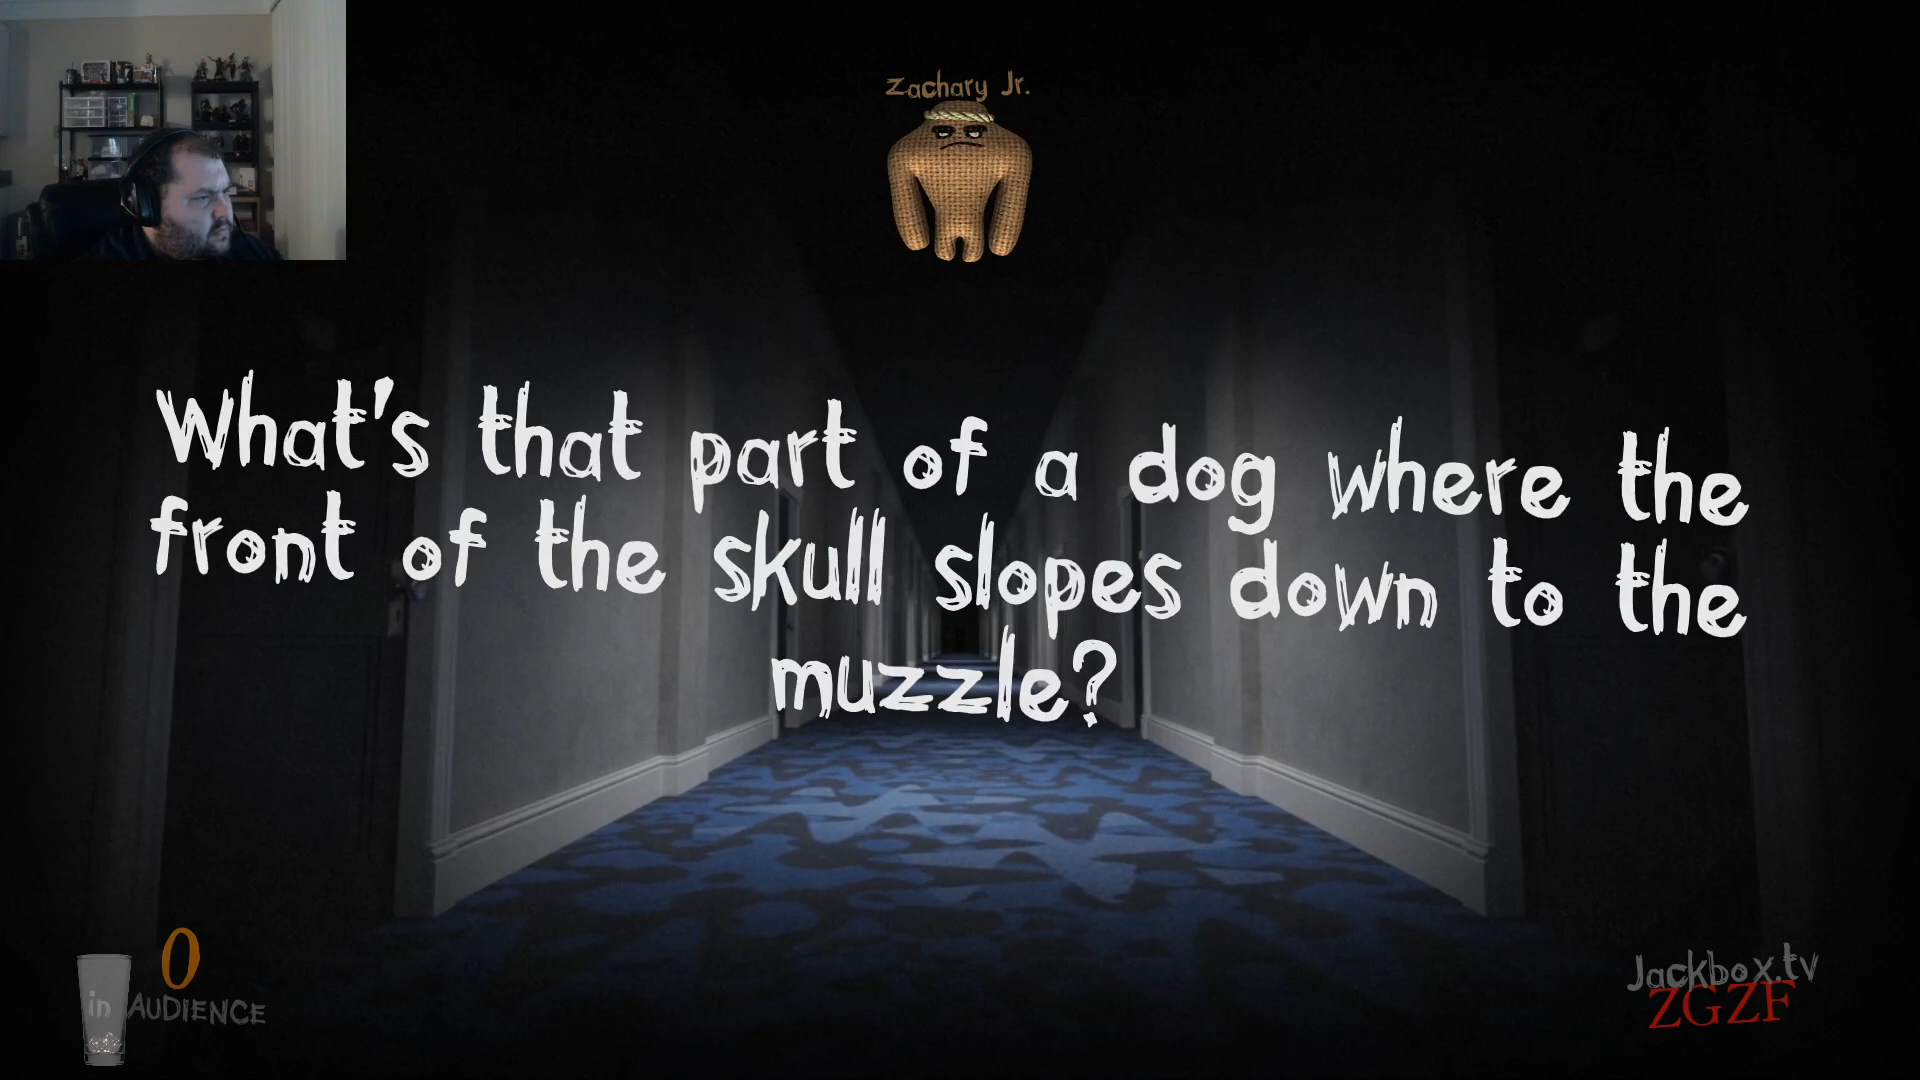 Zachary Jr.
What's that part of a dog where the
front of the skull slopes down to the
muzzle?
0
in AUDIENCE
Jackbox.tv
ZGZF